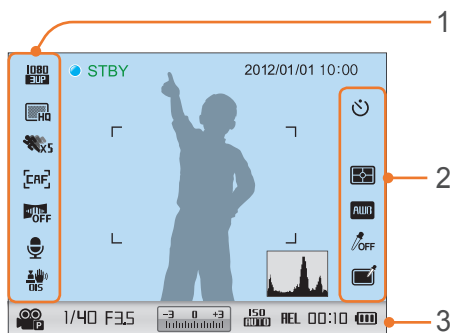 1
1080
30P
STBY
2012/01/01 10:00
HQ
x5
CAF
OFF
OIS
AWB
OFF
2
P
1/40 F3.5
-3 0 +3
ISO
AUTO
AEL
00:10
3